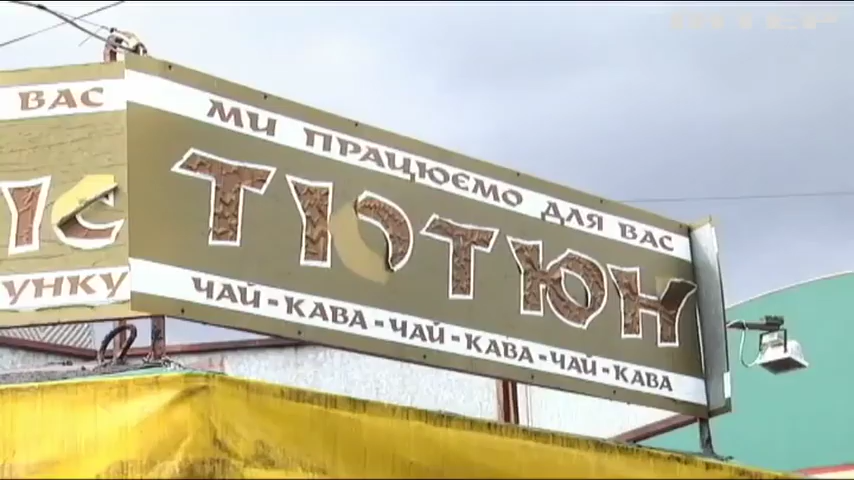 ВАС
УНКУ
МИ ПРАЦЮЄМО ДЛЯ ВАС
ТЮТЮН
ЧАЙ-КАВА-ЧАЙ-КАВА-ЧАЙ-КАВА